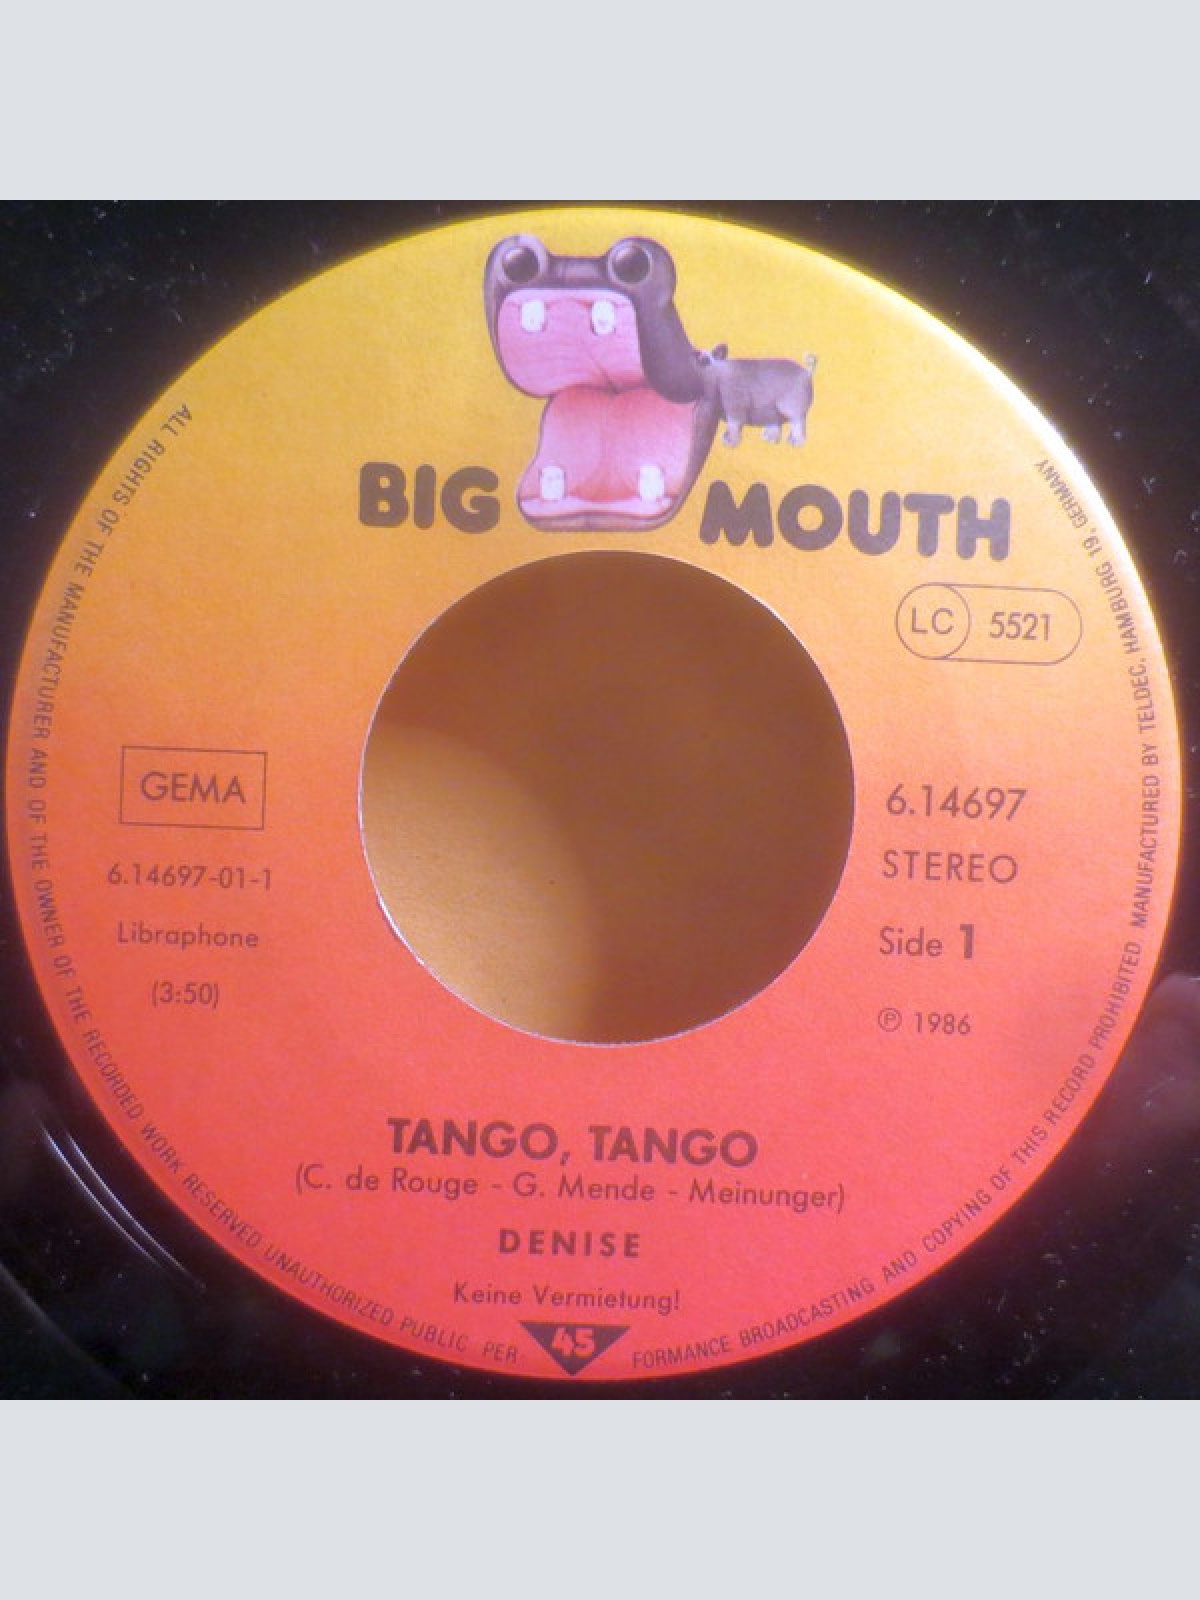 BIG MOUTH
LC 5521
GEMA
6.14697-01-1
Libraphone
(3:50)
6.14697
STEREO
Side 1
℗ 1986
TANGO, TANGO
(C. de Rouge - G. Mende - Meinunger)
DENISE
Keine Vermietung!
45
ALL RIGHTS OF THE MANUFACTURER AND OF THE OWNER OF THE RECORDED WORK RESERVED UNAUTHORIZED PUBLIC PER- FORMANCE BROADCASTING AND COPYING OF THIS RECORD PROHIBITED MANUFACTURED BY TELDEC, HAMBURG 19, GERMANY